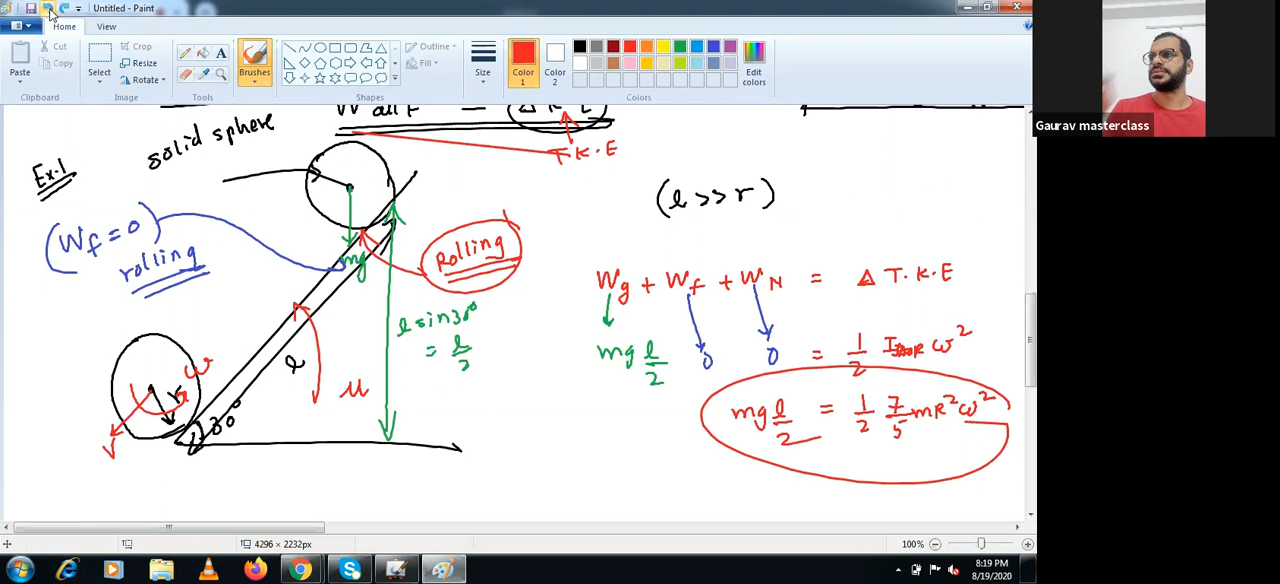 Untitled - Paint
Home View
Paste
Cut
Copy
Clipboard
Select
Crop
Resize
Rotate
Image
A
Tools
Brushes
Outline
Fill
Shapes
Size
Color 1
Color 2
Edit colors
Colors
Gaurav masterclass
W all F = (Δ K E)
T K.E
solid sphere
Ex.1
(l >> r)
(Wf = 0)
rolling
Rolling
mg
Wg + Wf + WN = Δ T.K.E
l sin 30°
= l/2
mg l/2 0 0 = 1/2 I ω²
mg l/2 = 1/2 7/5 mR²ω²
ω
r
v
l
μ
30°
4296 × 2232px
100%
8:19 PM
8/19/2020